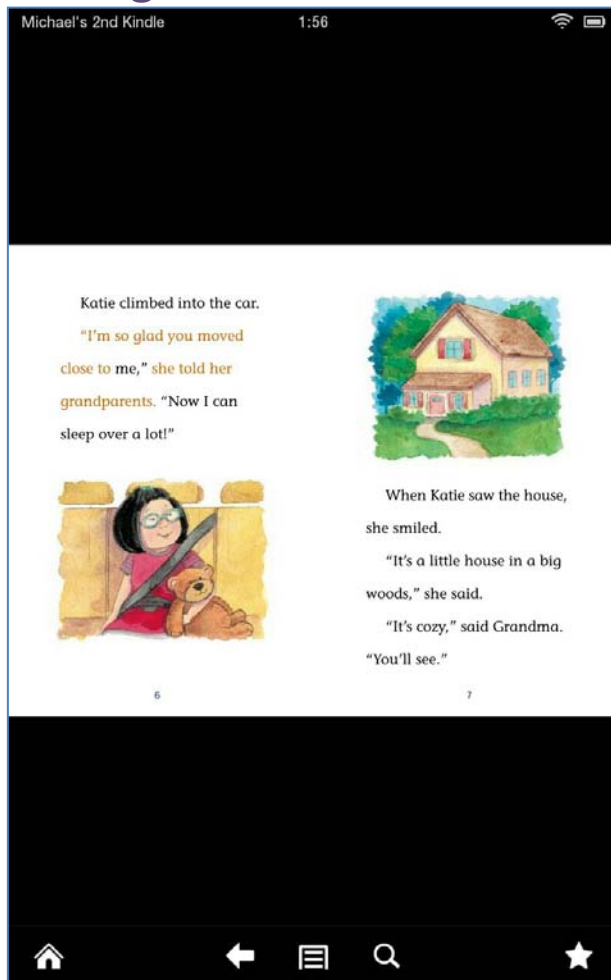 Michael's 2nd Kindle 1:56
Katie climbed into the car.
"I'm so glad you moved
close to me," she told her
grandparents. "Now I can
sleep over a lot!"
6
When Katie saw the house,
she smiled.
"It's a little house in a big
woods," she said.
"It's cozy," said Grandma.
"You'll see."
7